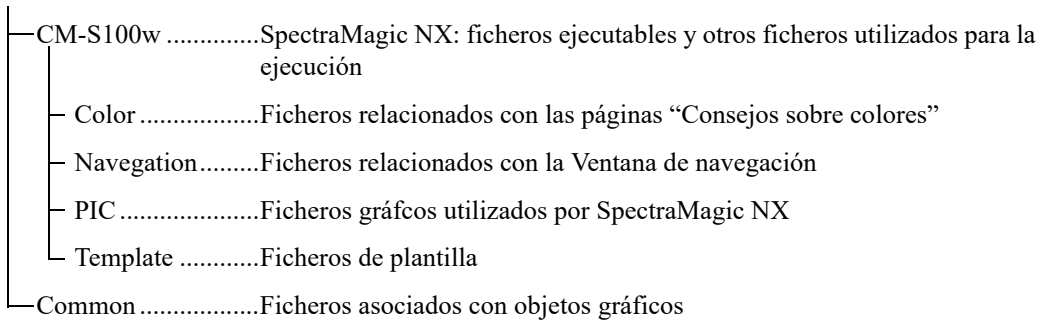 CM-S100w ..............SpectraMagic NX: ficheros ejecutables y otros ficheros utilizados para la
ejecución
Color ..................Ficheros relacionados con las páginas “Consejos sobre colores”
Navegation.........Ficheros relacionados con la Ventana de navegación
PIC .....................Ficheros gráfcos utilizados por SpectraMagic NX
Template ............Ficheros de plantilla
Common ..................Ficheros asociados con objetos gráficos